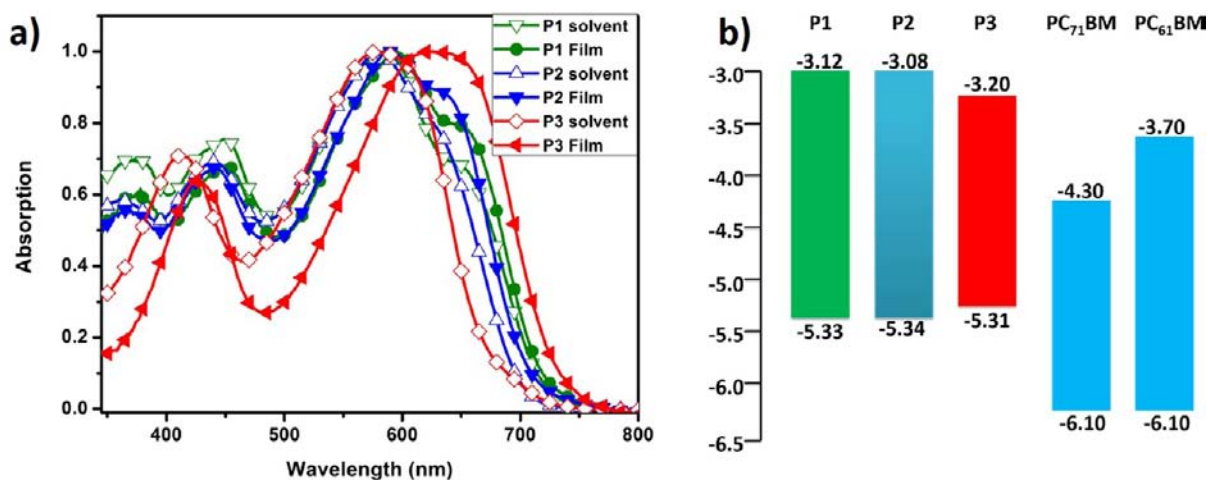 a)
1.0
0.8
0.6
0.4
0.2
0.0
Absorption
400 500 600 700 800
Wavelength (nm)
P1 solvent
P1 Film
P2 solvent
P2 Film
P3 solvent
P3 Film
b)
P1 P2 P3 PC71BM PC61BM
-3.0
-3.5
-4.0
-4.5
-5.0
-5.5
-6.0
-6.5
-3.12 -3.08 -3.20 -4.30 -3.70
-5.33 -5.34 -5.31 -6.10 -6.10